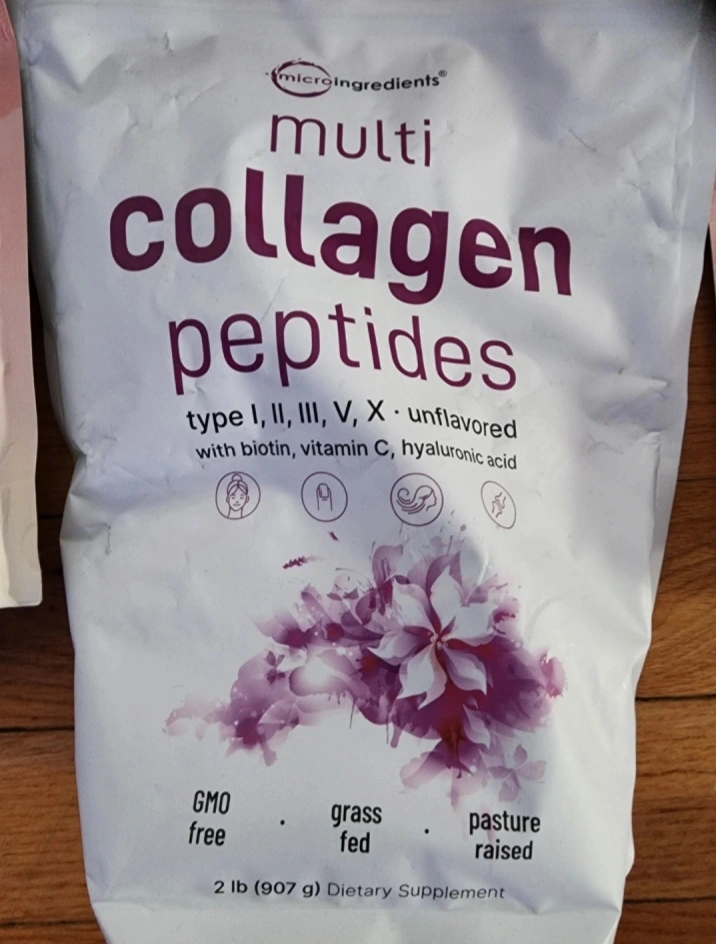 microingredients®
multi
collagen
peptides
type I, II, III, V, X · unflavored
with biotin, vitamin C, hyaluronic acid
GMO free · grass fed · pasture raised
2 lb (907 g) Dietary Supplement